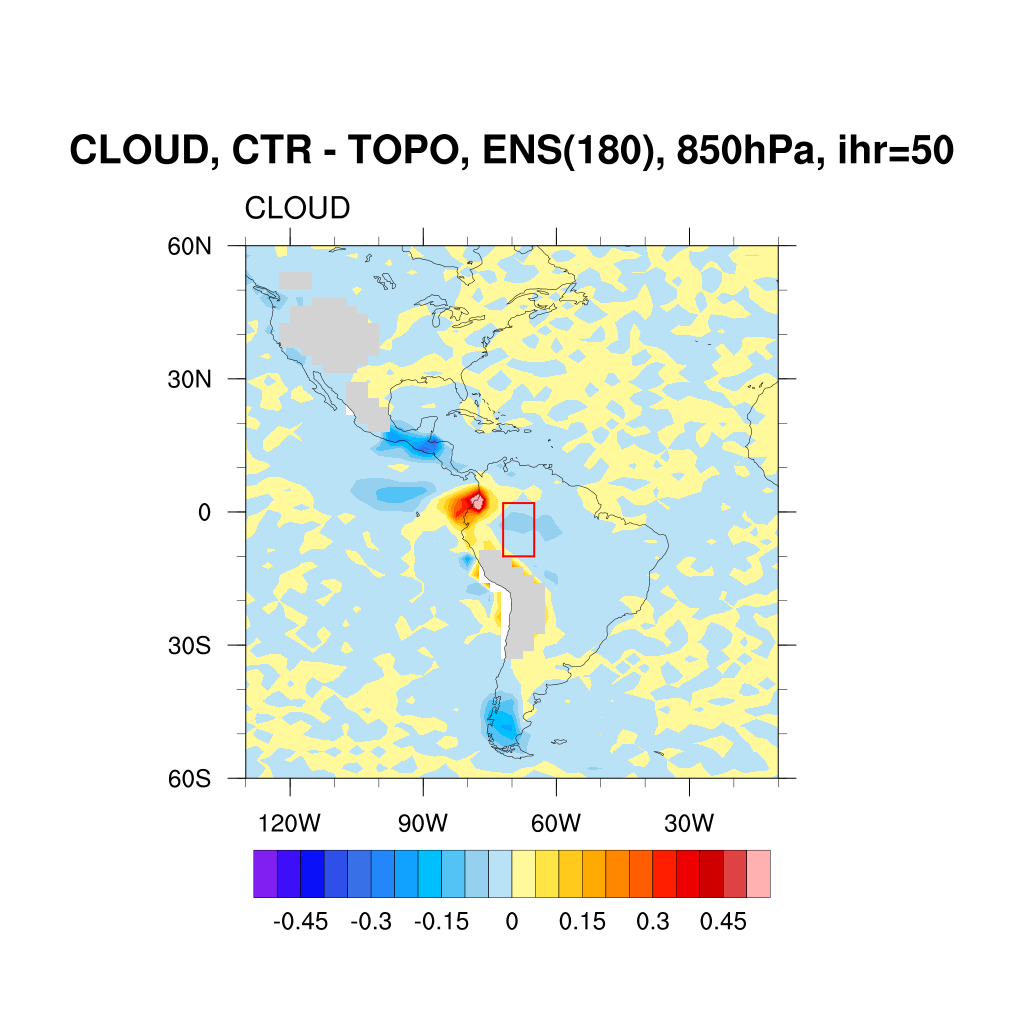 CLOUD, CTR - TOPO, ENS(180), 850hPa, ihr=50
CLOUD
60N
30N
0
30S
60S
120W 90W 60W 30W
-0.45 -0.3 -0.15 0 0.15 0.3 0.45